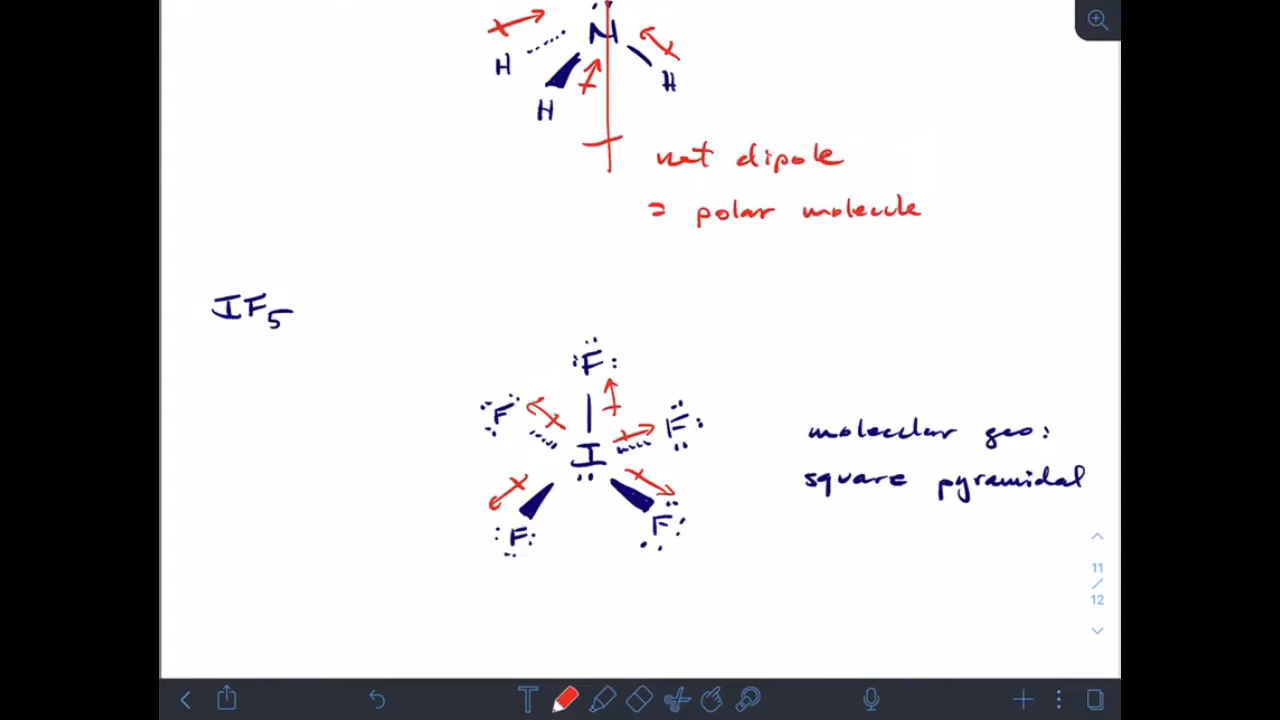 N
H
H
H
net dipole
= polar molecule
IF5
F
F
F
I
molecular geo:
square pyramidal
F
F
11
/
12
T